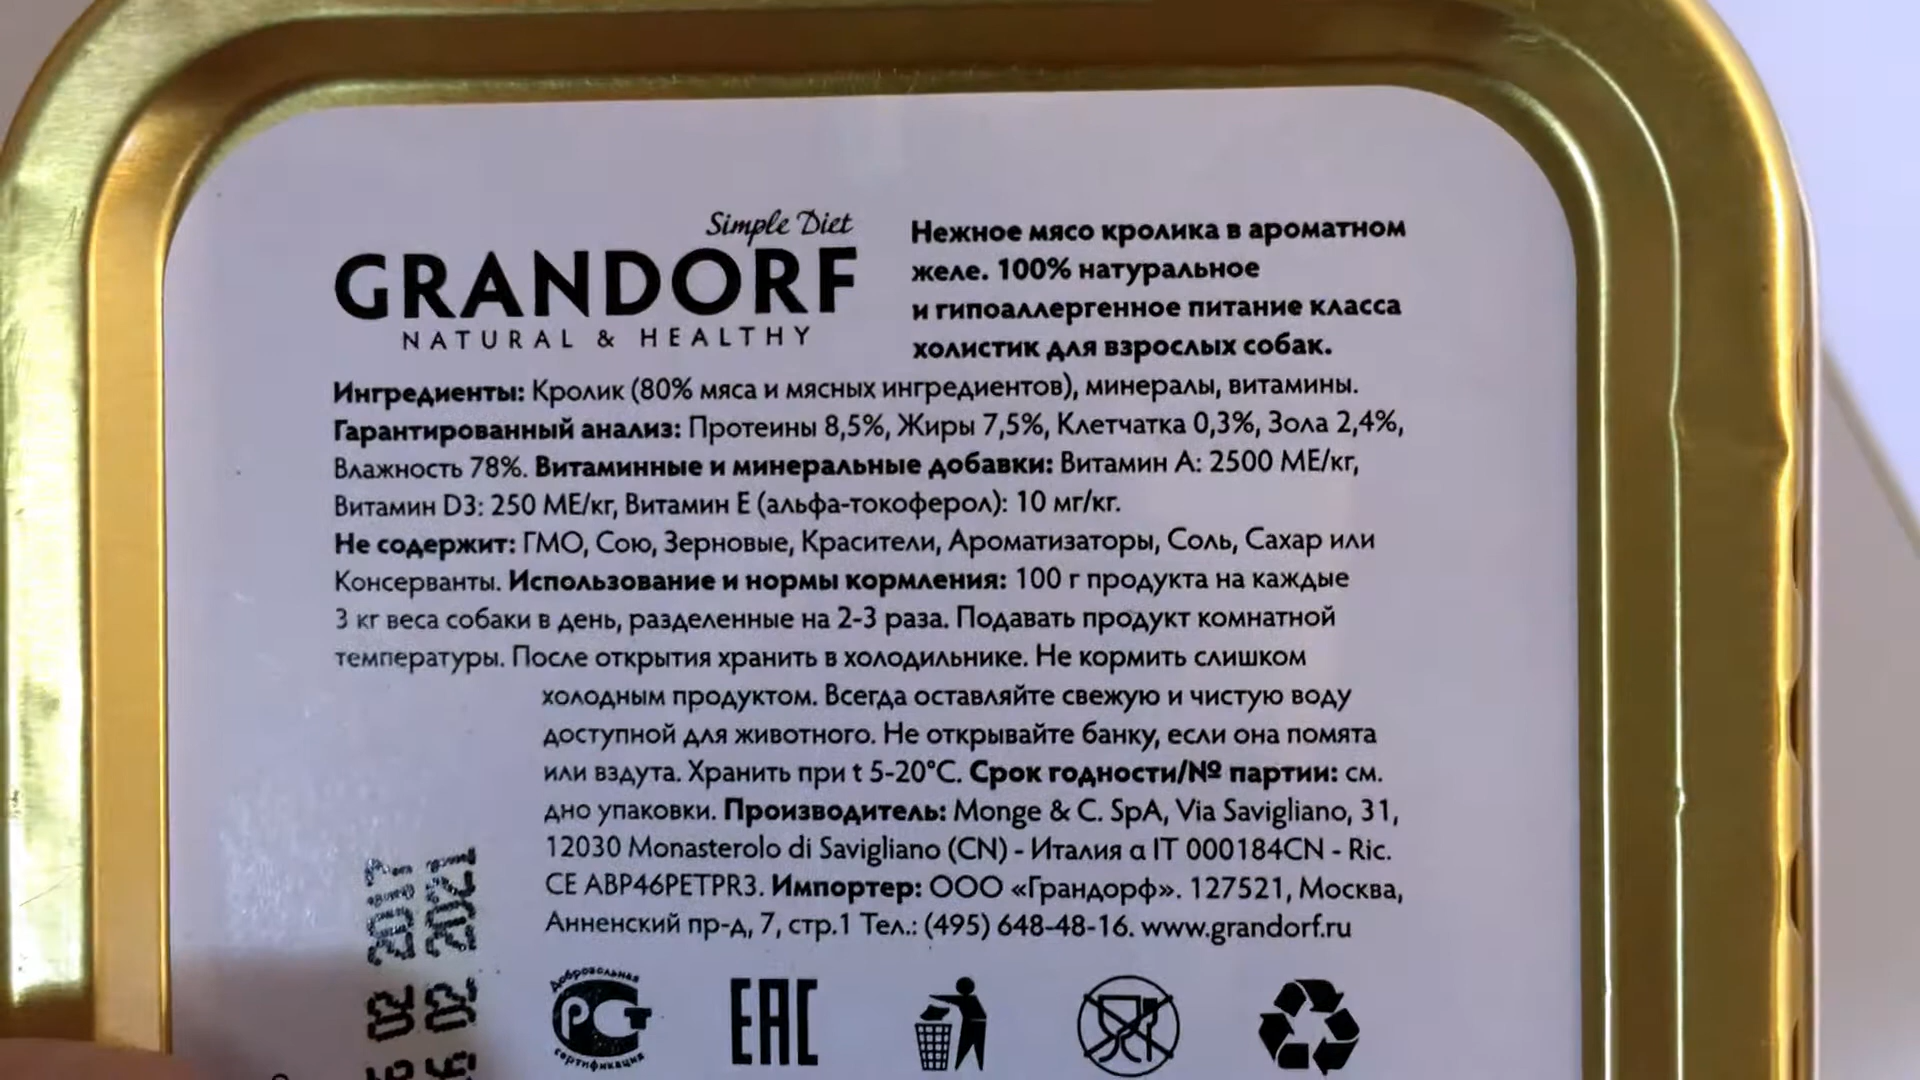 Simple Diet
GRANDORF
NATURAL & HEALTHY
Нежное мясо кролика в ароматном
желе. 100% натуральное
и гипоаллергенное питание класса
холистик для взрослых собак.
Ингредиенты: Кролик (80% мяса и мясных ингредиентов), минералы, витамины.
Гарантированный анализ: Протеины 8,5%, Жиры 7,5%, Клетчатка 0,3%, Зола 2,4%,
Влажность 78%. Витаминные и минеральные добавки: Витамин А: 2500 МЕ/кг,
Витамин D3: 250 МЕ/кг, Витамин Е (альфа-токоферол): 10 мг/кг.
Не содержит: ГМО, Сою, Зерновые, Красители, Ароматизаторы, Соль, Сахар или
Консерванты. Использование и нормы кормления: 100 г продукта на каждые
3 кг веса собаки в день, разделенные на 2-3 раза. Подавать продукт комнатной
температуры. После открытия хранить в холодильнике. Не кормить слишком
холодным продуктом. Всегда оставляйте свежую и чистую воду
доступной для животного. Не открывайте банку, если она помята
или вздута. Хранить при t 5-20°C. Срок годности/№ партии: см.
дно упаковки. Производитель: Monge & C. SpA, Via Savigliano, 31,
12030 Monasterolo di Savigliano (CN) - Италия α IT 000184CN - Ric.
CE ABP46PETPR3. Импортер: ООО «Грандорф». 127521, Москва,
Анненский пр-д, 7, стр.1 Тел.: (495) 648-48-16. www.grandorf.ru
02 2017
02 2021
Добровольная
РСТ
сертификация
EAC